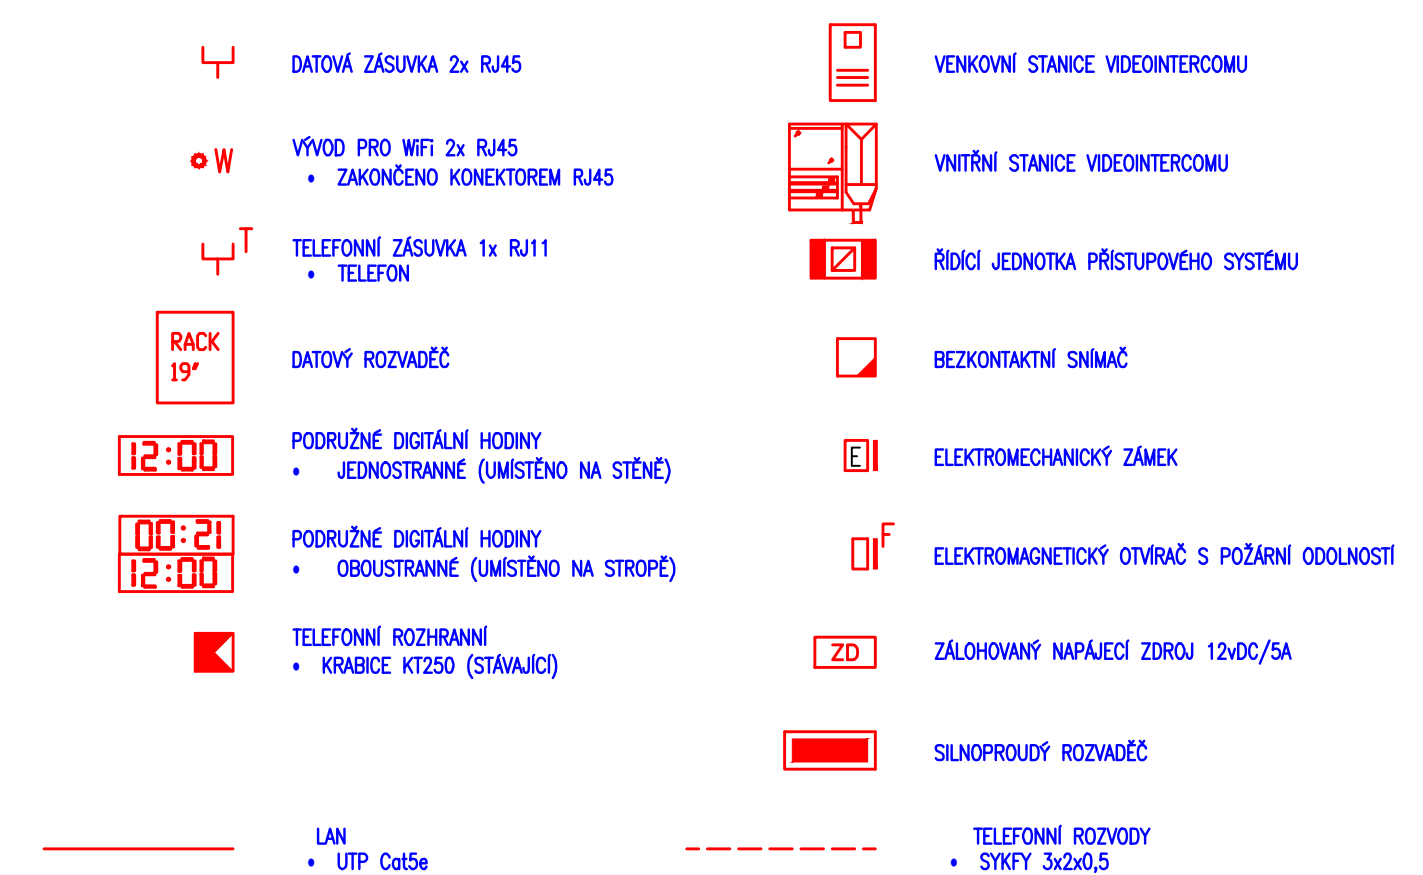 DATOVÁ ZÁSUVKA 2x RJ45
W
VÝVOD PRO WiFi 2x RJ45
• ZAKONČENO KONEKTOREM RJ45
T
TELEFONNÍ ZÁSUVKA 1x RJ11
• TELEFON
RACK
19"
DATOVÝ ROZVADĚČ
12:00
PODRUŽNÉ DIGITÁLNÍ HODINY
• JEDNOSTRANNÉ (UMÍSTĚNO NA STĚNĚ)
00:21
12:00
PODRUŽNÉ DIGITÁLNÍ HODINY
• OBOUSTRANNÉ (UMÍSTĚNO NA STROPĚ)
TELEFONNÍ ROZHRANNÍ
• KRABICE KT250 (STÁVAJÍCÍ)
LAN
• UTP Cat5e
VENKOVNÍ STANICE VIDEOINTERCOMU
VNITŘNÍ STANICE VIDEOINTERCOMU
ŘÍDÍCÍ JEDNOTKA PŘÍSTUPOVÉHO SYSTÉMU
BEZKONTAKTNÍ SNÍMAČ
E
ELEKTROMECHANICKÝ ZÁMEK
F
ELEKTROMAGNETICKÝ OTVÍRAČ S POŽÁRNÍ ODOLNOSTÍ
ZD
ZÁLOHOVANÝ NAPÁJECÍ ZDROJ 12vDC/5A
SILNOPROUDÝ ROZVADĚČ
TELEFONNÍ ROZVODY
• SYKFY 3x2x0,5